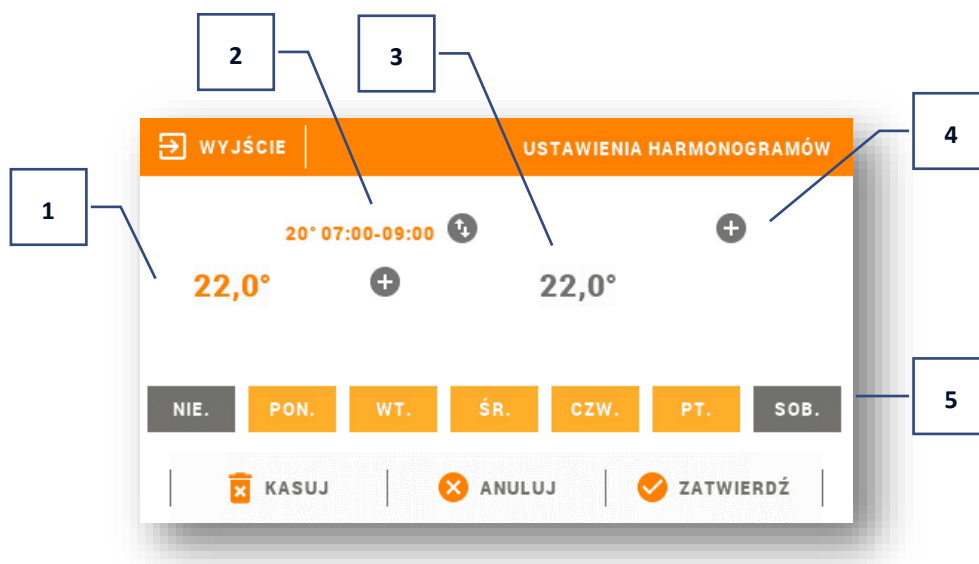 2
3
4
1
5
WYJŚCIE
USTAWIENIA HARMONOGRAMÓW
20° 07:00-09:00
22,0°
22,0°
NIE.
PON.
WT.
ŚR.
CZW.
PT.
SOB.
KASUJ
ANULUJ
ZATWIERDŹ